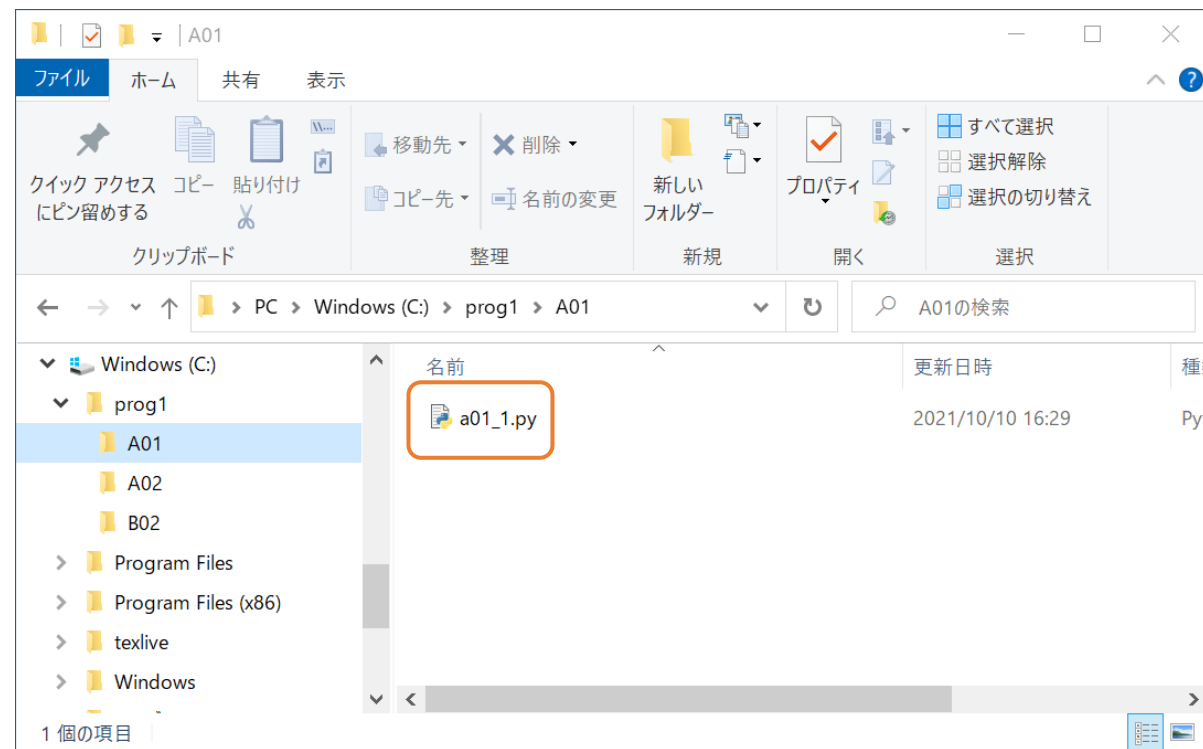 A01
ファイル ホーム 共有 表示
クイック アクセス
にピン留めする
コピー
貼り付け
クリップボード
移動先
コピー先
削除
名前の変更
整理
新しい
フォルダー
新規
プロパティ
開く
すべて選択
選択解除
選択の切り替え
選択
PC Windows (C:) prog1 A01
A01の検索
Windows (C:)
prog1
A01
A02
B02
Program Files
Program Files (x86)
texlive
Windows
名前 更新日時 種
a01_1.py 2021/10/10 16:29 Py
1 個の項目